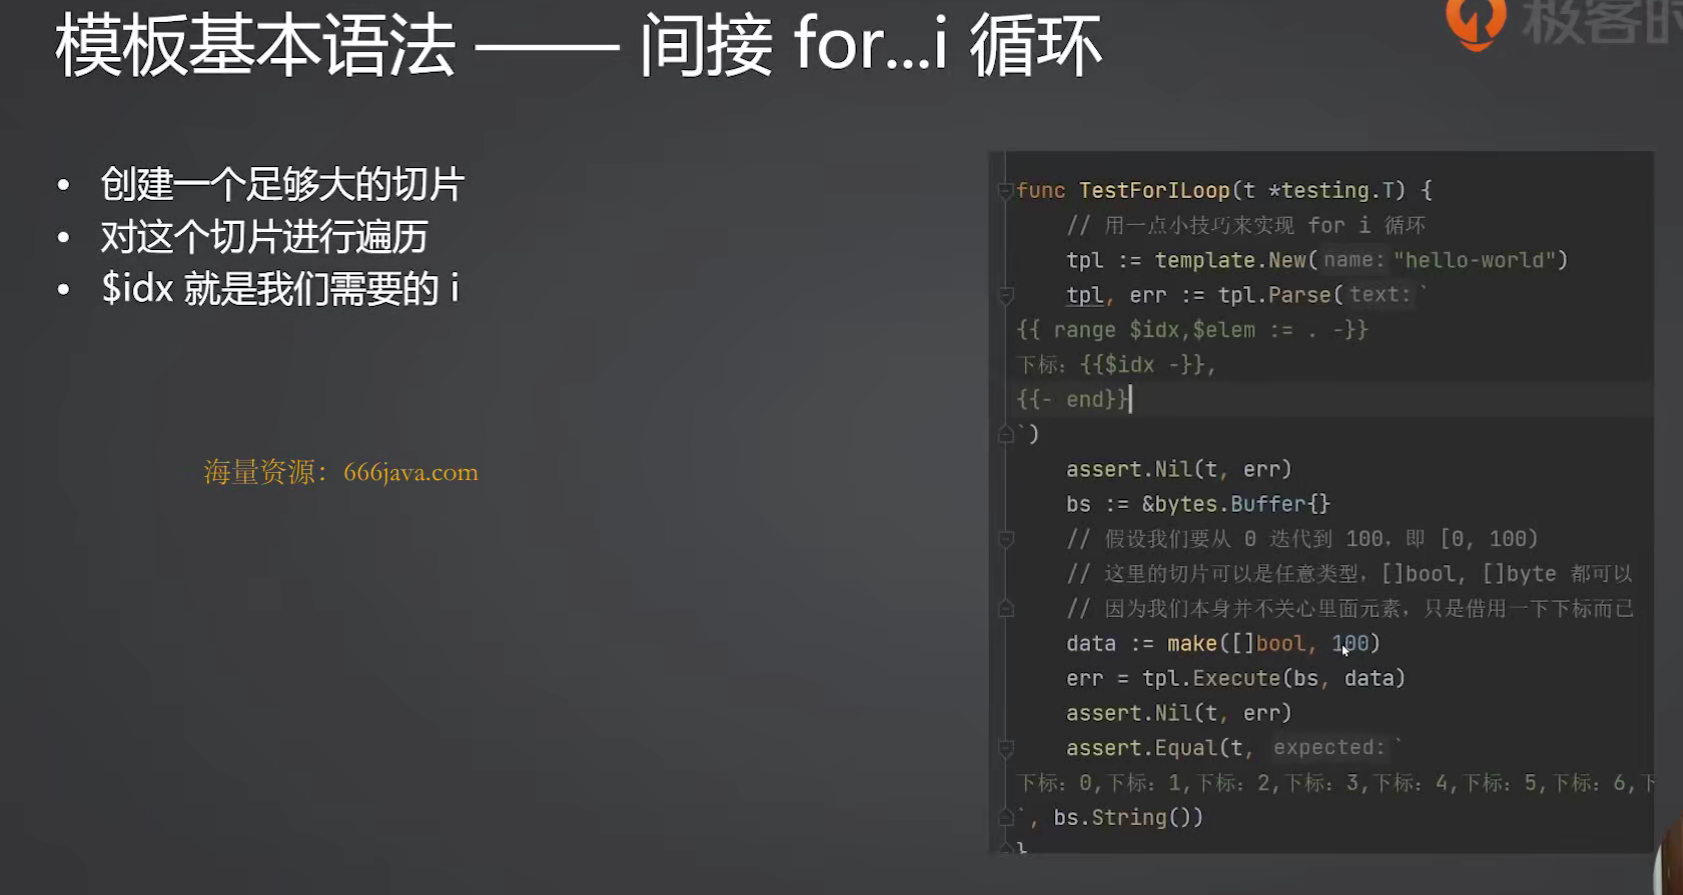 模板基本语法 —— 间接 for...i 循环
极客时
• 创建一个足够大的切片
• 对这个切片进行遍历
• $idx 就是我们需要的 i
海量资源：666java.com
func TestForILoop(t *testing.T) {
// 用一点小技巧来实现 for i 循环
tpl := template.New( name: "hello-world")
tpl, err := tpl.Parse( text: `
{{ range $idx,$elem := . -}}
下标：{{$idx -}},
{{- end}}
`)
assert.Nil(t, err)
bs := &bytes.Buffer{}
// 假设我们要从 0 迭代到 100，即 [0, 100)
// 这里的切片可以是任意类型，[]bool, []byte 都可以
// 因为我们本身并不关心里面元素，只是借用一下下标而已
data := make([]bool, 100)
err = tpl.Execute(bs, data)
assert.Nil(t, err)
assert.Equal(t, expected: `
下标：0,下标：1,下标：2,下标：3,下标：4,下标：5,下标：6,下
`, bs.String())
}